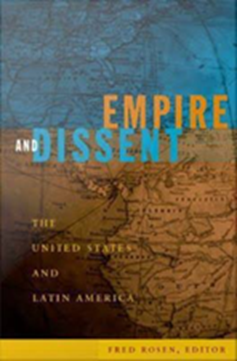 EMPIRE
AND DISSENT
THE
UNITED STATES
AND
LATIN AMERICA
FRED ROSEN, EDITOR